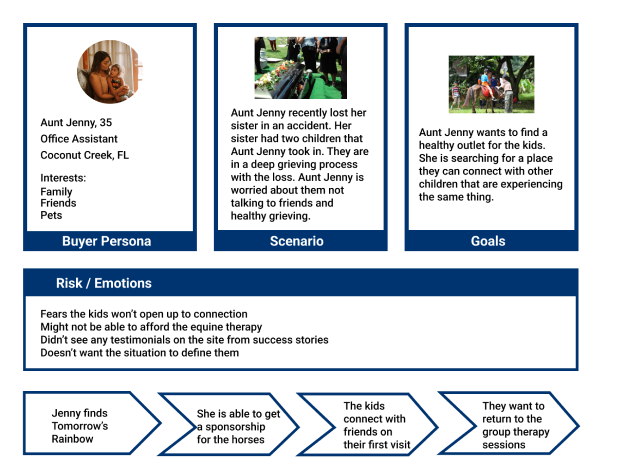 Aunt Jenny, 35
Office Assistant
Coconut Creek, FL
Interests:
Family
Friends
Pets
Buyer Persona
Aunt Jenny recently lost her
sister in an accident. Her
sister had two children that
Aunt Jenny took in. They are
in a deep grieving process
with the loss. Aunt Jenny is
worried about them not
talking to friends and
healthy grieving.
Scenario
Aunt Jenny wants to find a
healthy outlet for the kids.
She is searching for a place
they can connect with other
children that are experiencing
the same thing.
Goals
Risk / Emotions
Fears the kids won't open up to connection
Might not be able to afford the equine therapy
Didn't see any testimonials on the site from success stories
Doesn't want the situation to define them
Jenny finds
Tomorrow's
Rainbow
She is able to get
a sponsorship
for the horses
The kids
connect with
friends on
their first visit
They want to
return to the
group therapy
sessions